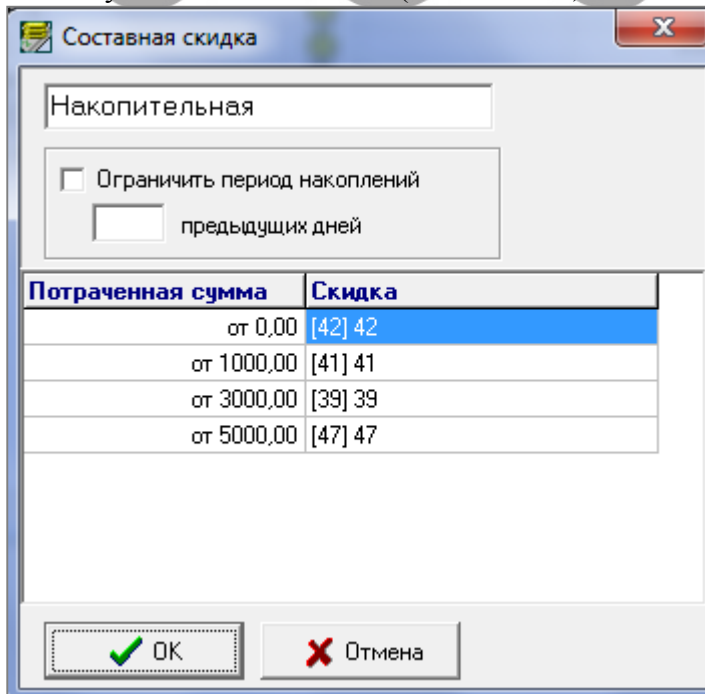 Составная скидка
Накопительная
Ограничить период накоплений
предыдущих дней
Потраченная сумма Скидка
от 0,00 [42] 42
от 1000,00 [41] 41
от 3000,00 [39] 39
от 5000,00 [47] 47
OK Отмена